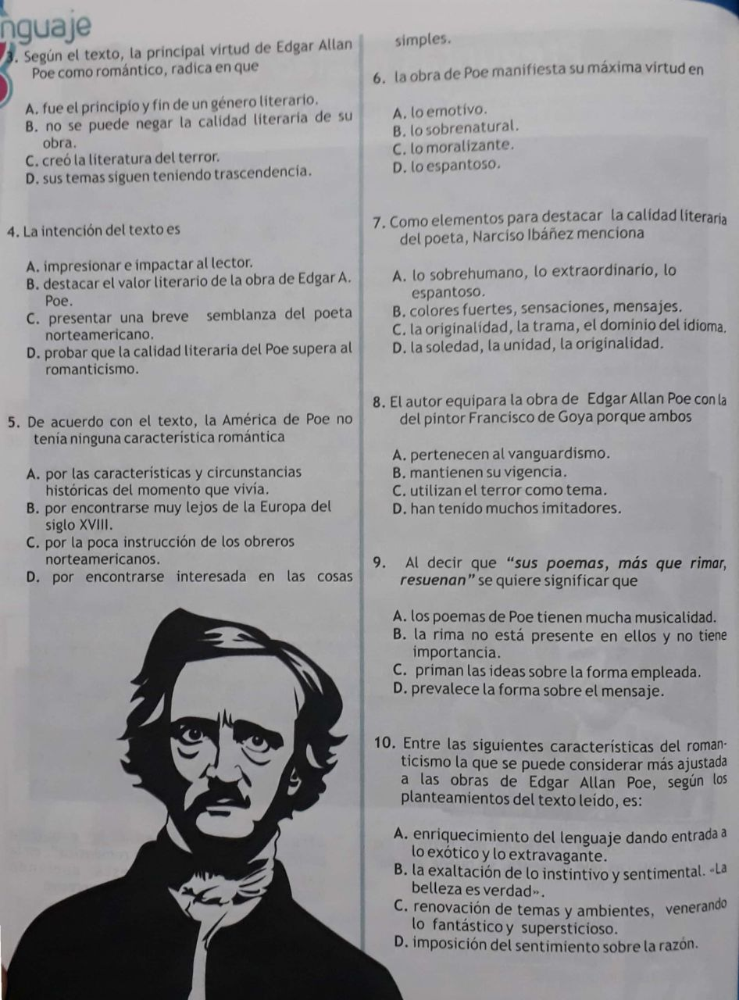 nguaje
3. Según el texto, la principal virtud de Edgar Allan
Poe como romántico, radica en que
A. fue el principio y fin de un género literario.
B. no se puede negar la calidad literaria de su
obra.
C. creó la literatura del terror.
D. sus temas siguen teniendo trascendencia.
4. La intención del texto es
A. impresionar e impactar al lector.
B. destacar el valor literario de la obra de Edgar A.
Poe.
C. presentar una breve semblanza del poeta
norteamericano.
D. probar que la calidad literaria del Poe supera al
romanticismo.
5. De acuerdo con el texto, la América de Poe no
tenía ninguna característica romántica
A. por las características y circunstancias
históricas del momento que vivía.
B. por encontrarse muy lejos de la Europa del
siglo XVIII.
C. por la poca instrucción de los obreros
norteamericanos.
D. por encontrarse interesada en las cosas
simples.
6. la obra de Poe manifiesta su máxima virtud en
A. lo emotivo.
B. lo sobrenatural.
C. lo moralizante.
D. lo espantoso.
7. Como elementos para destacar la calidad literaria
del poeta, Narciso Ibáñez menciona
A. lo sobrehumano, lo extraordinario, lo
espantoso.
B. colores fuertes, sensaciones, mensajes.
C. la originalidad, la trama, el dominio del idioma.
D. la soledad, la unidad, la originalidad.
8. El autor equipara la obra de Edgar Allan Poe con la
del pintor Francisco de Goya porque ambos
A. pertenecen al vanguardismo.
B. mantienen su vigencia.
C. utilizan el terror como tema.
D. han tenido muchos imitadores.
9. Al decir que “sus poemas, más que rimar,
resuenan” se quiere significar que
A. los poemas de Poe tienen mucha musicalidad.
B. la rima no está presente en ellos y no tiene
importancia.
C. priman las ideas sobre la forma empleada.
D. prevalece la forma sobre el mensaje.
10. Entre las siguientes características del roman-
ticismo la que se puede considerar más ajustada
a las obras de Edgar Allan Poe, según los
planteamientos del texto leído, es:
A. enriquecimiento del lenguaje dando entrada a
lo exótico y lo extravagante.
B. la exaltación de lo instintivo y sentimental. «La
belleza es verdad».
C. renovación de temas y ambientes, venerando
lo fantástico y supersticioso.
D. imposición del sentimiento sobre la razón.